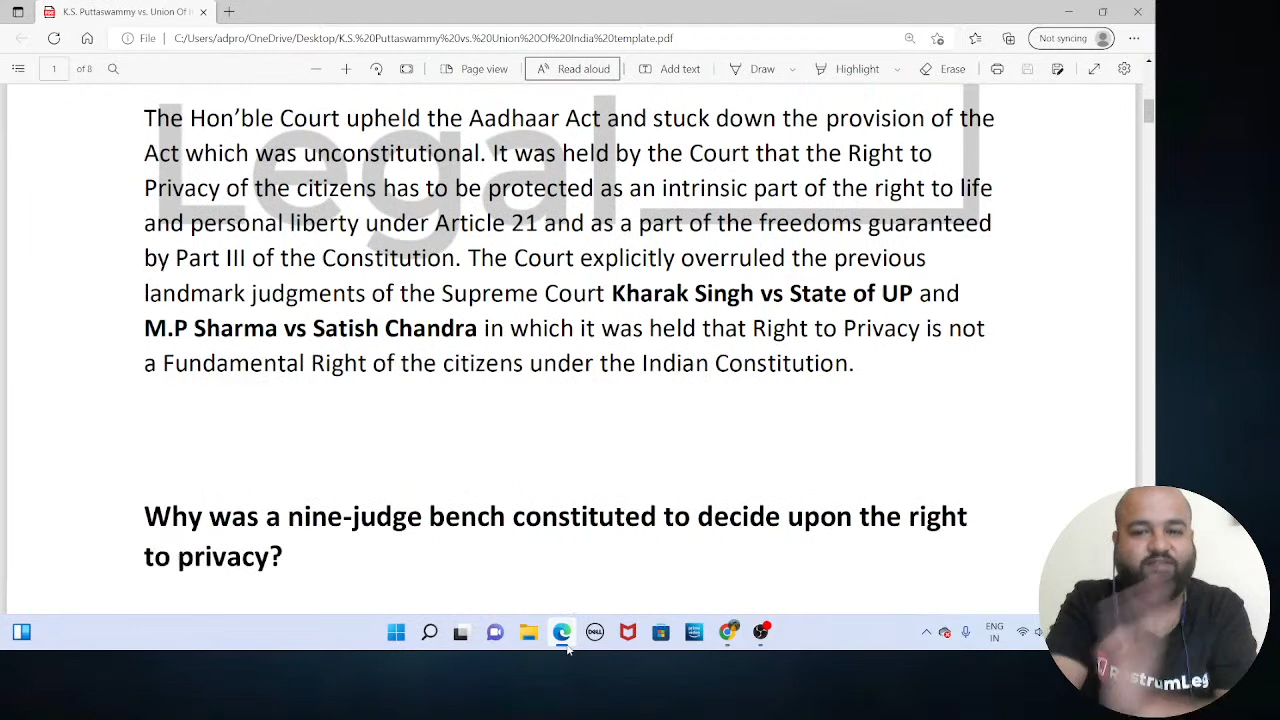 K.S. Puttaswammy vs. Union Of I
File
C:/Users/adpro/OneDrive/Desktop/K.S.%20Puttaswammy%20vs.%20Union%20Of%20India%20template.pdf
Not syncing
1 of 8
Page view
Read aloud
Add text
Draw
Highlight
Erase
Legal
The Hon’ble Court upheld the Aadhaar Act and stuck down the provision of the
Act which was unconstitutional. It was held by the Court that the Right to
Privacy of the citizens has to be protected as an intrinsic part of the right to life
and personal liberty under Article 21 and as a part of the freedoms guaranteed
by Part III of the Constitution. The Court explicitly overruled the previous
landmark judgments of the Supreme Court Kharak Singh vs State of UP and
M.P Sharma vs Satish Chandra in which it was held that Right to Privacy is not
a Fundamental Right of the citizens under the Indian Constitution.
Why was a nine-judge bench constituted to decide upon the right
to privacy?
DELL
ENG
IN